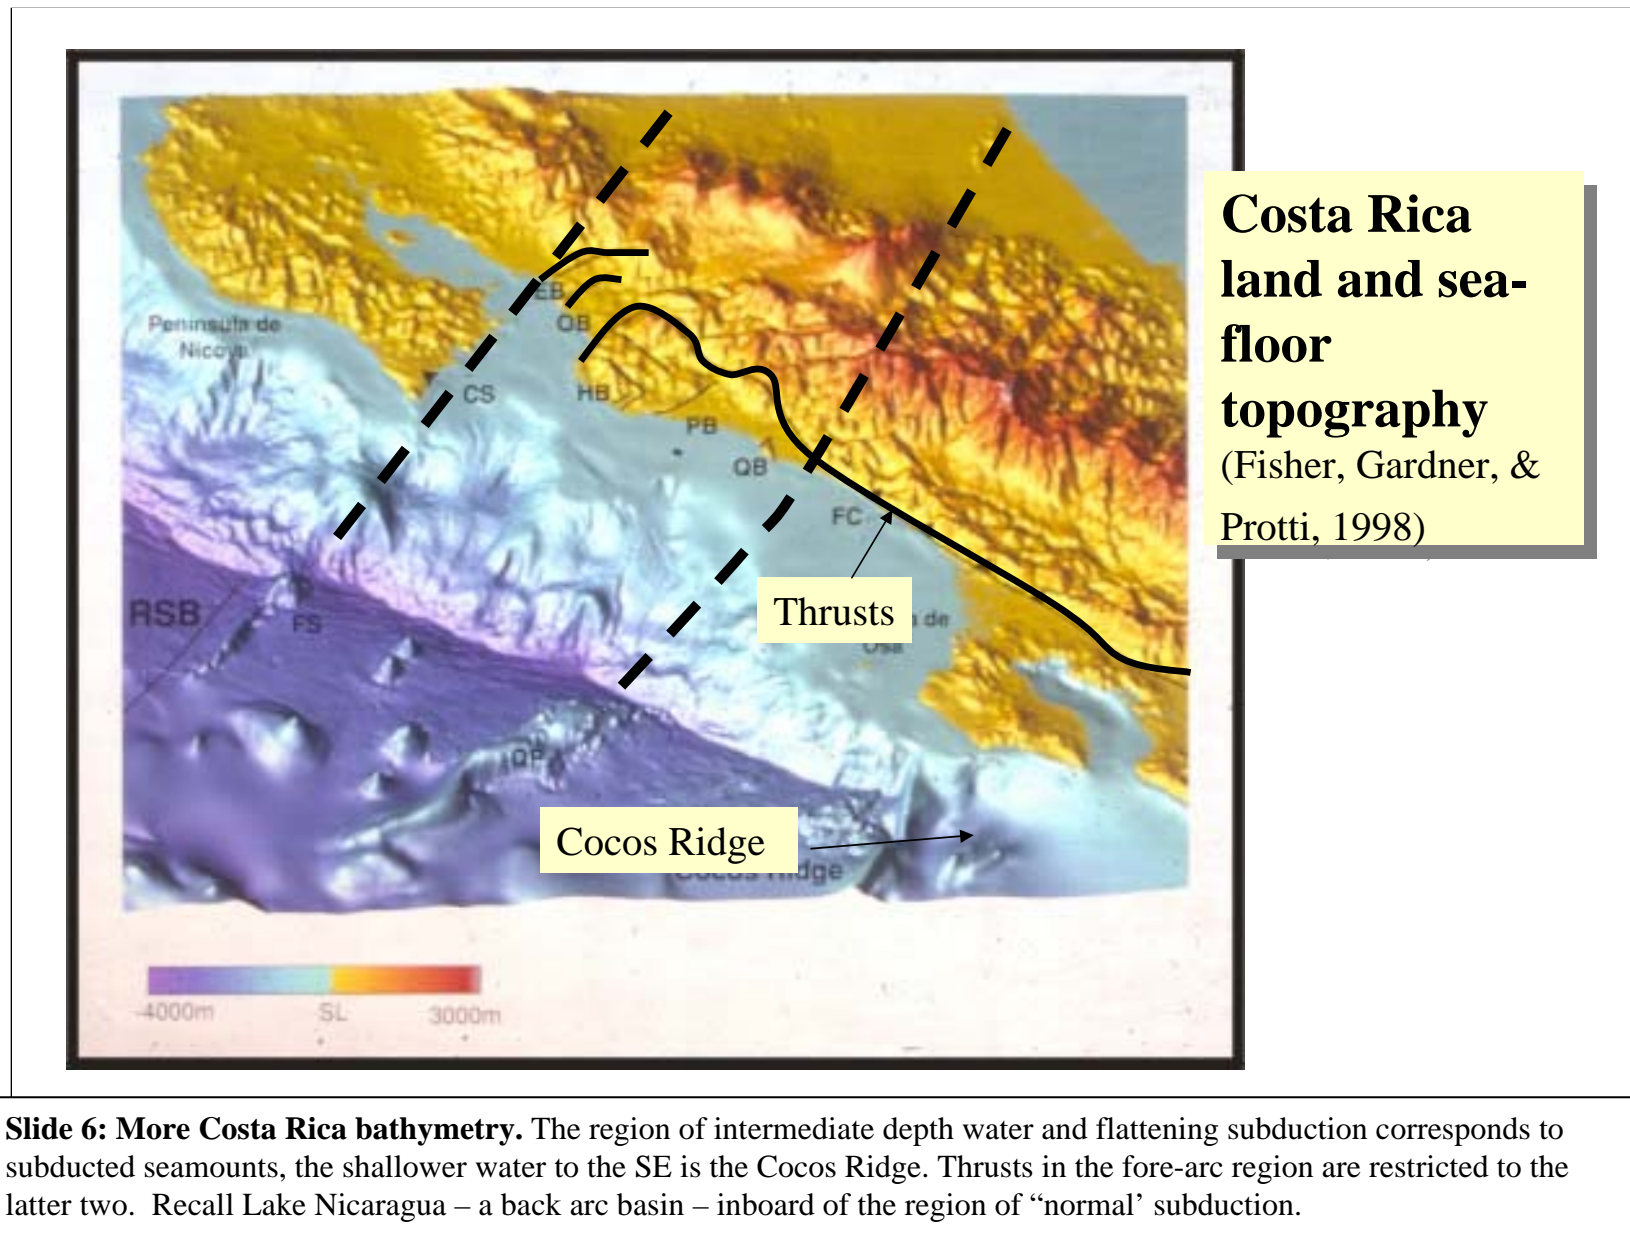 Costa Rica
land and sea-
floor
topography
(Fisher, Gardner, &
Protti, 1998)
EB
OB
Peninsula de
Nicoya
CS
HB
PB
QB
FC
Thrusts
a de
Osa
RSB
FS
QP
Cocos Ridge
Cocos Ridge
-4000m
SL
3000m
Slide 6: More Costa Rica bathymetry. The region of intermediate depth water and flattening subduction corresponds to
subducted seamounts, the shallower water to the SE is the Cocos Ridge. Thrusts in the fore-arc region are restricted to the
latter two. Recall Lake Nicaragua – a back arc basin – inboard of the region of “normal’ subduction.